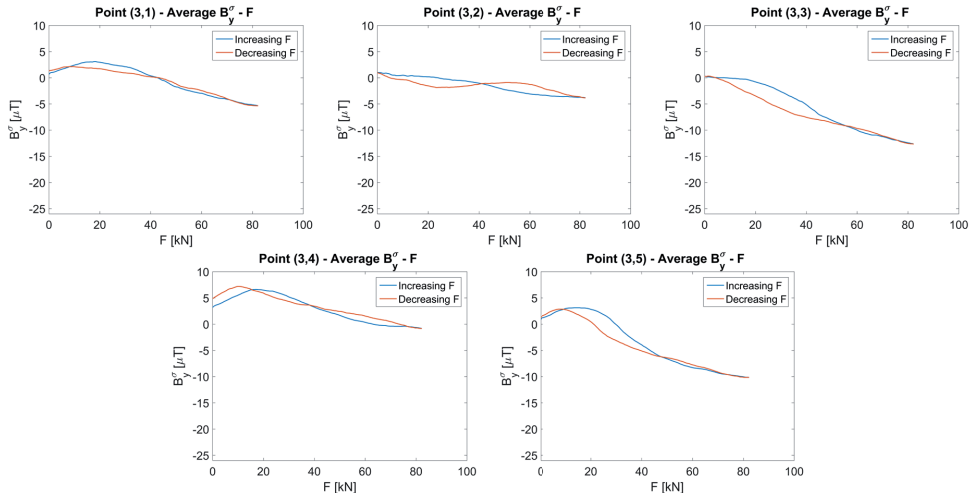 Point (3,1) - Average B_y^σ - F
Increasing F
Decreasing F
B_y^σ [μT]
10
5
0
-5
-10
-15
-20
-25
0 20 40 60 80 100
F [kN]
Point (3,2) - Average B_y^σ - F
Increasing F
Decreasing F
B_y^σ [μT]
10
5
0
-5
-10
-15
-20
-25
0 20 40 60 80 100
F [kN]
Point (3,3) - Average B_y^σ - F
Increasing F
Decreasing F
B_y^σ [μT]
10
5
0
-5
-10
-15
-20
-25
0 20 40 60 80 100
F [kN]
Point (3,4) - Average B_y^σ - F
Increasing F
Decreasing F
B_y^σ [μT]
10
5
0
-5
-10
-15
-20
-25
0 20 40 60 80 100
F [kN]
Point (3,5) - Average B_y^σ - F
Increasing F
Decreasing F
B_y^σ [μT]
10
5
0
-5
-10
-15
-20
-25
0 20 40 60 80 100
F [kN]